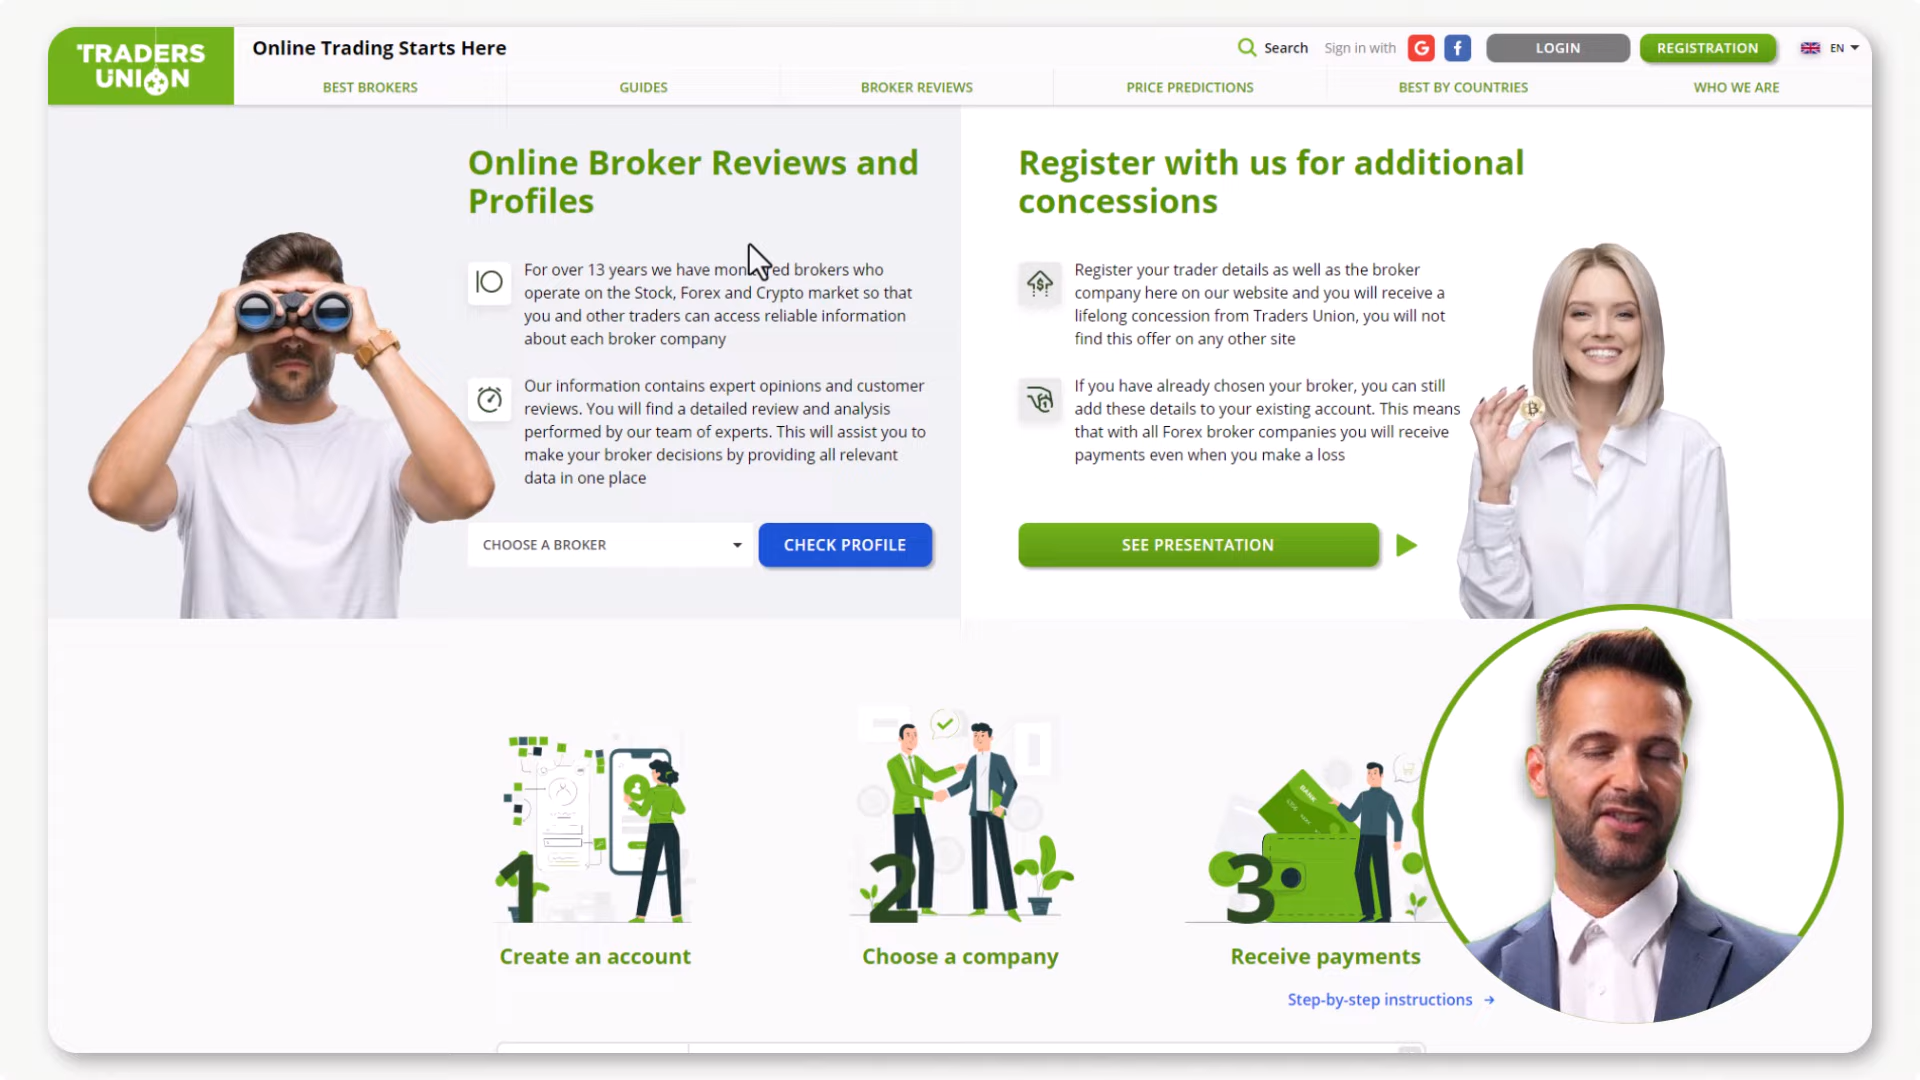 TRADERS
UNION
Online Trading Starts Here
Search
Sign in with
G
f
LOGIN
REGISTRATION
EN
BEST BROKERS
GUIDES
BROKER REVIEWS
PRICE PREDICTIONS
BEST BY COUNTRIES
WHO WE ARE
Online Broker Reviews and
Profiles
For over 13 years we have mon red brokers who
operate on the Stock, Forex and Crypto market so that
you and other traders can access reliable information
about each broker company
Our information contains expert opinions and customer
reviews. You will find a detailed review and analysis
performed by our team of experts. This will assist you to
make your broker decisions by providing all relevant
data in one place
CHOOSE A BROKER
CHECK PROFILE
Register with us for additional
concessions
Register your trader details as well as the broker
company here on our website and you will receive a
lifelong concession from Traders Union, you will not
find this offer on any other site
If you have already chosen your broker, you can still
add these details to your existing account. This means
that with all Forex broker companies you will receive
payments even when you make a loss
SEE PRESENTATION
1
Create an account
2
Choose a company
BANK
3
Receive payments
Step-by-step instructions